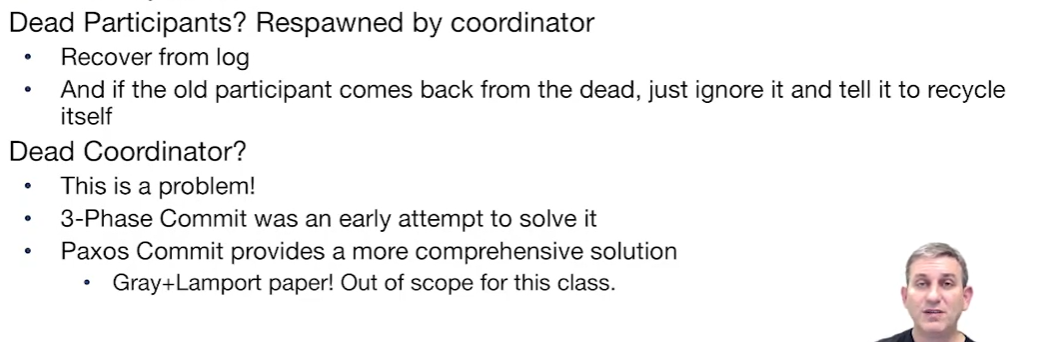 Dead Participants? Respawned by coordinator
• Recover from log
• And if the old participant comes back from the dead, just ignore it and tell it to recycle
itself
Dead Coordinator?
• This is a problem!
• 3-Phase Commit was an early attempt to solve it
• Paxos Commit provides a more comprehensive solution
• Gray+Lamport paper! Out of scope for this class.